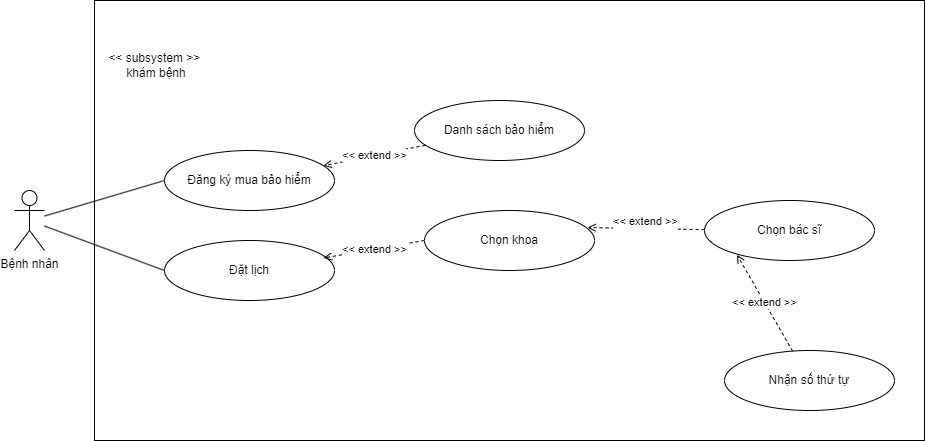 << subsystem >>
khám bệnh
Danh sách bảo hiểm
<< extend >>
Đăng ký mua bảo hiểm
<< extend >>
Chọn bác sĩ
Chọn khoa
<< extend >>
Bệnh nhân
Đặt lịch
<< extend >>
Nhận số thứ tự